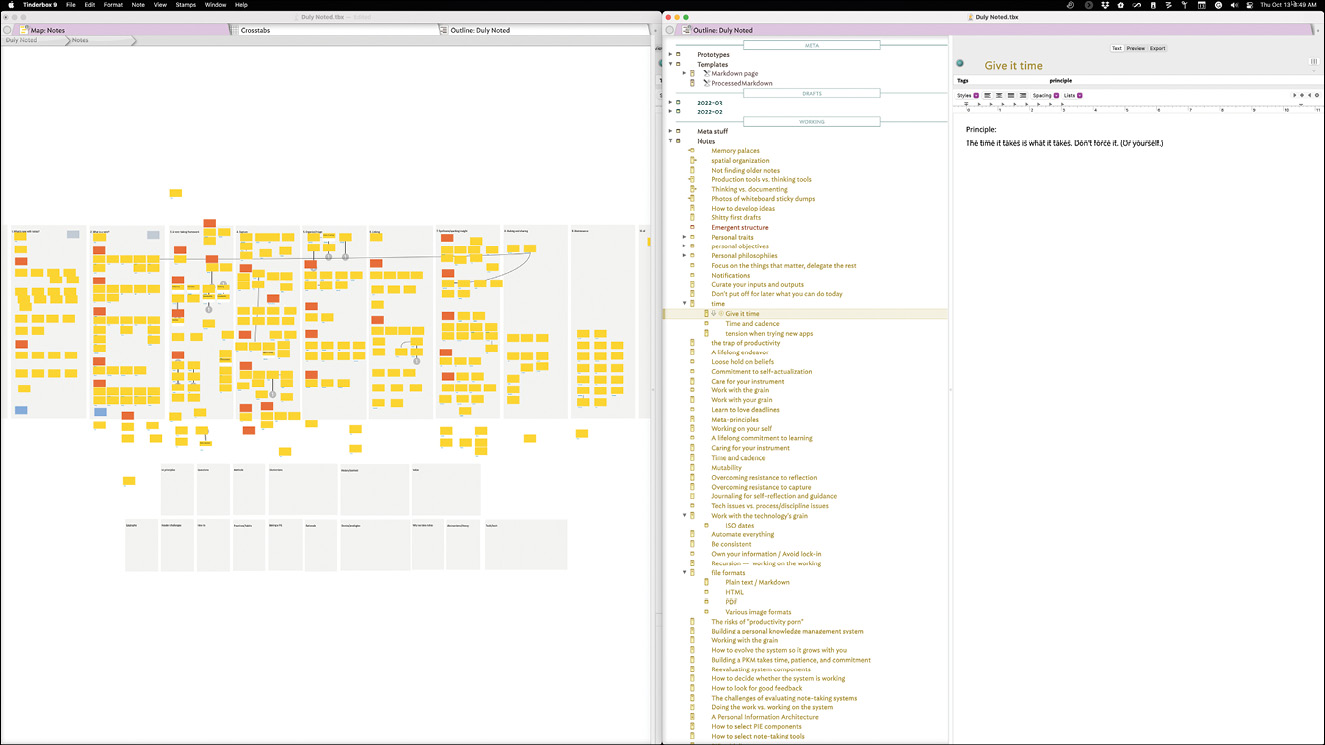 Tinderbox 9 File Edit Format Note View Stamps Window Help
Thu Oct 13 8:49 AM
Duly Noted.tbx — Edited
Map: Notes
Crosstabs
Outline: Duly Noted
Duly Noted
Notes
Duly Noted.tbx
Outline: Duly Noted
META
Prototypes
Templates
Markdown page
ProcessedMarkdown
DRAFTS
2022-03
2022-02
WORKING
Meta stuff
Notes
Memory palaces
spatial organization
Not finding older notes
Production tools vs. thinking tools
Thinking vs. documenting
Photos of whiteboard sticky dumps
How to develop ideas
Shitty first drafts
Emergent structure
Personal traits
personal objectives
Personal philosophies
Focus on the things that matter, delegate the rest
Notifications
Curate your inputs and outputs
Don't put off for later what you can do today
time
Give it time
Time and cadence
tension when trying new apps
the trap of productivity
A lifelong endeavor
Loose hold on beliefs
Commitment to self-actualization
Care for your instrument
Work with the grain
Work with your grain
Learn to love deadlines
Meta-principles
Working on your self
A lifelong commitment to learning
Caring for your instrument
Time and cadence
Mutability
Overcoming resistance to reflection
Overcoming resistance to capture
Journaling for self-reflection and guidance
Tech issues vs. process/discipline issues
Work with the technology's grain
ISO dates
Automate everything
Be consistent
Own your information / Avoid lock-in
Recursion — working on the working
file formats
Plain text / Markdown
HTML
PDF
Various image formats
The risks of "productivity porn"
Building a personal knowledge management system
Working with the grain
How to evolve the system so it grows with you
Building a PKM takes time, patience, and commitment
Reevaluating system components
How to decide whether the system is working
How to look for good feedback
The challenges of evaluating note-taking systems
Doing the work vs. working on the system
A Personal Information Architecture
How to select PIE components
How to select note-taking tools
Text Preview Export
Give it time
Tags principle
Styles Spacing Lists
0 1 2 3 4 5 6 7 8 9 10 11
Principle:
The time it takes is what it takes. Don't force it. (Or yourself.)